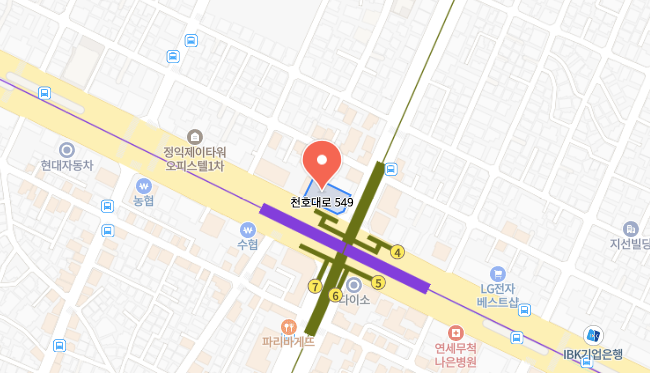 정익제이타워
오피스텔1차
현대자동차
농협
수협
천호대로 549
4
5
6
7
다이소
파리바게뜨
LG전자
베스트샵
연세무척
나은병원
IBK기업은행
지선빌딩